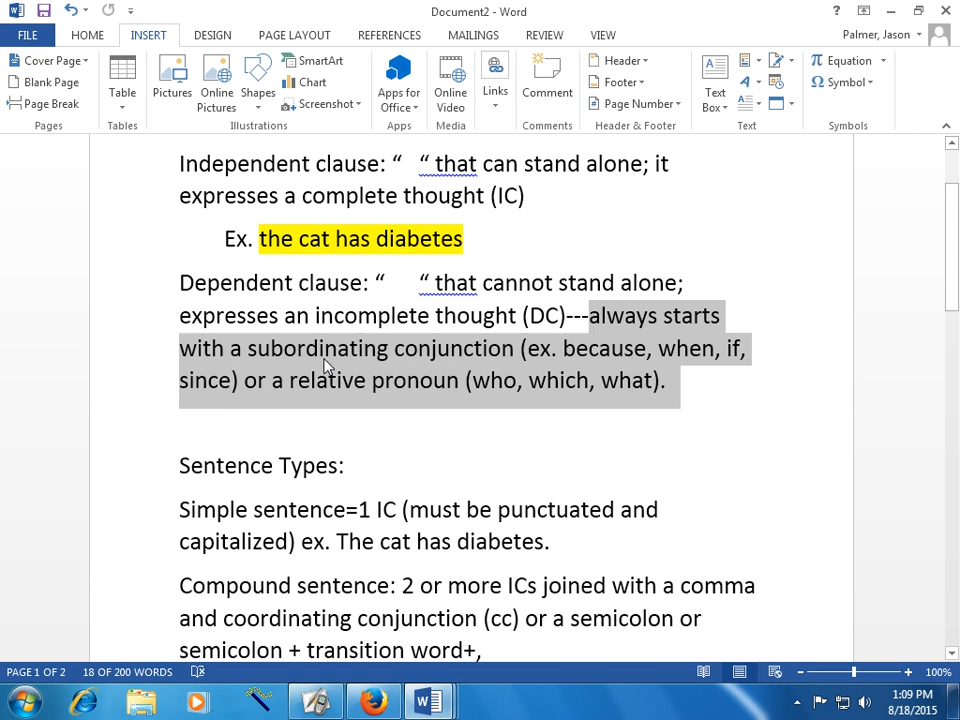 Document2 - Word
FILE HOME INSERT DESIGN PAGE LAYOUT REFERENCES MAILINGS REVIEW VIEW Palmer, Jason
Cover Page
Blank Page
Page Break
Pages
Table
Tables
Pictures
Online Pictures
Shapes
SmartArt
Chart
Screenshot
Illustrations
Apps for Office
Apps
Online Video
Media
Links
Comment
Comments
Header
Footer
Page Number
Header & Footer
Text Box
Text
Equation
Symbol
Symbols
Independent clause: “ “ that can stand alone; it
expresses a complete thought (IC)
Ex. the cat has diabetes
Dependent clause: “ “ that cannot stand alone;
expresses an incomplete thought (DC)---always starts
with a subordinating conjunction (ex. because, when, if,
since) or a relative pronoun (who, which, what).
Sentence Types:
Simple sentence=1 IC (must be punctuated and
capitalized) ex. The cat has diabetes.
Compound sentence: 2 or more ICs joined with a comma
and coordinating conjunction (cc) or a semicolon or
semicolon + transition word+,
PAGE 1 OF 2 18 OF 200 WORDS 100%
1:09 PM
8/18/2015